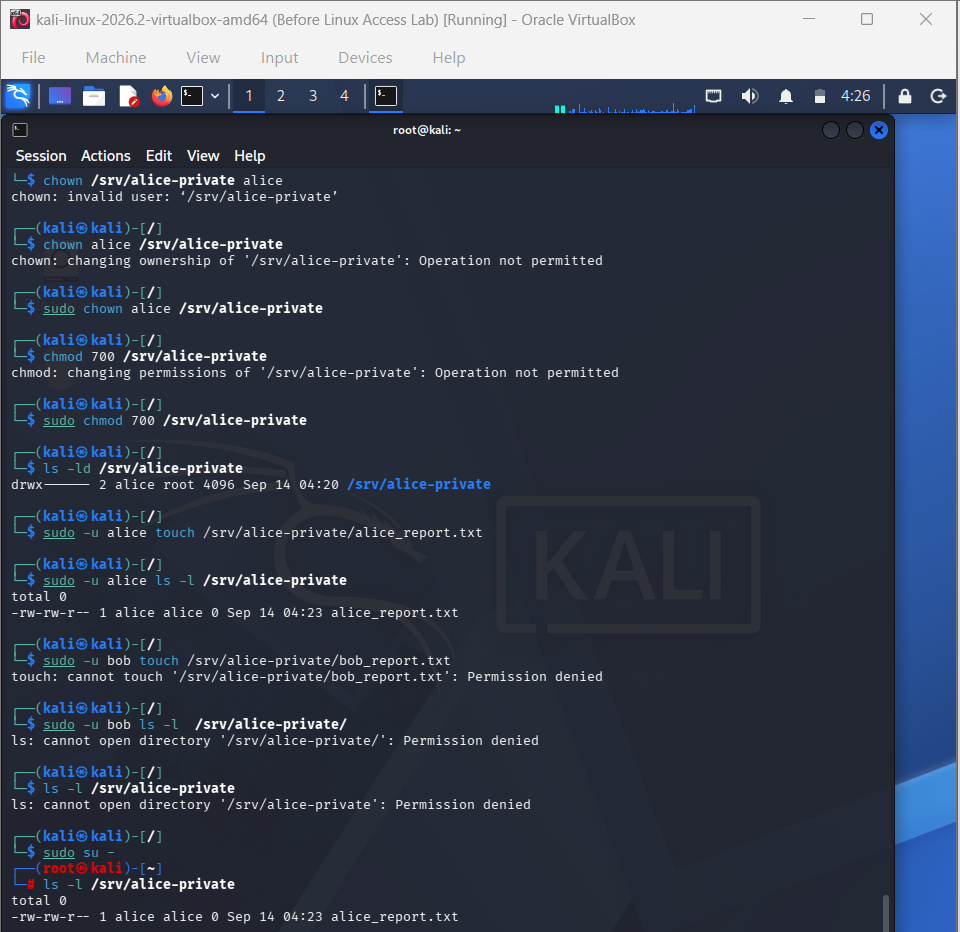 kali-linux-2026.2-virtualbox-amd64 (Before Linux Access Lab) [Running] - Oracle VirtualBox
File Machine View Input Devices Help
1 2 3 4 4:26
root@kali: ~
Session Actions Edit View Help
└─$ chown /srv/alice-private alice
chown: invalid user: ‘/srv/alice-private’
┌──(kali㉿kali)-[/]
└─$ chown alice /srv/alice-private
chown: changing ownership of '/srv/alice-private': Operation not permitted
┌──(kali㉿kali)-[/]
└─$ sudo chown alice /srv/alice-private
┌──(kali㉿kali)-[/]
└─$ chmod 700 /srv/alice-private
chmod: changing permissions of '/srv/alice-private': Operation not permitted
┌──(kali㉿kali)-[/]
└─$ sudo chmod 700 /srv/alice-private
┌──(kali㉿kali)-[/]
└─$ ls -ld /srv/alice-private
drwx------ 2 alice root 4096 Sep 14 04:20 /srv/alice-private
┌──(kali㉿kali)-[/]
└─$ sudo -u alice touch /srv/alice-private/alice_report.txt
┌──(kali㉿kali)-[/]
└─$ sudo -u alice ls -l /srv/alice-private
total 0
-rw-rw-r-- 1 alice alice 0 Sep 14 04:23 alice_report.txt
┌──(kali㉿kali)-[/]
└─$ sudo -u bob touch /srv/alice-private/bob_report.txt
touch: cannot touch '/srv/alice-private/bob_report.txt': Permission denied
┌──(kali㉿kali)-[/]
└─$ sudo -u bob ls -l  /srv/alice-private/
ls: cannot open directory '/srv/alice-private/': Permission denied
┌──(kali㉿kali)-[/]
└─$ ls -l /srv/alice-private
ls: cannot open directory '/srv/alice-private': Permission denied
┌──(kali㉿kali)-[/]
└─$ sudo su -
┌──(root㉿kali)-[~]
└─# ls -l /srv/alice-private
total 0
-rw-rw-r-- 1 alice alice 0 Sep 14 04:23 alice_report.txt
KALI